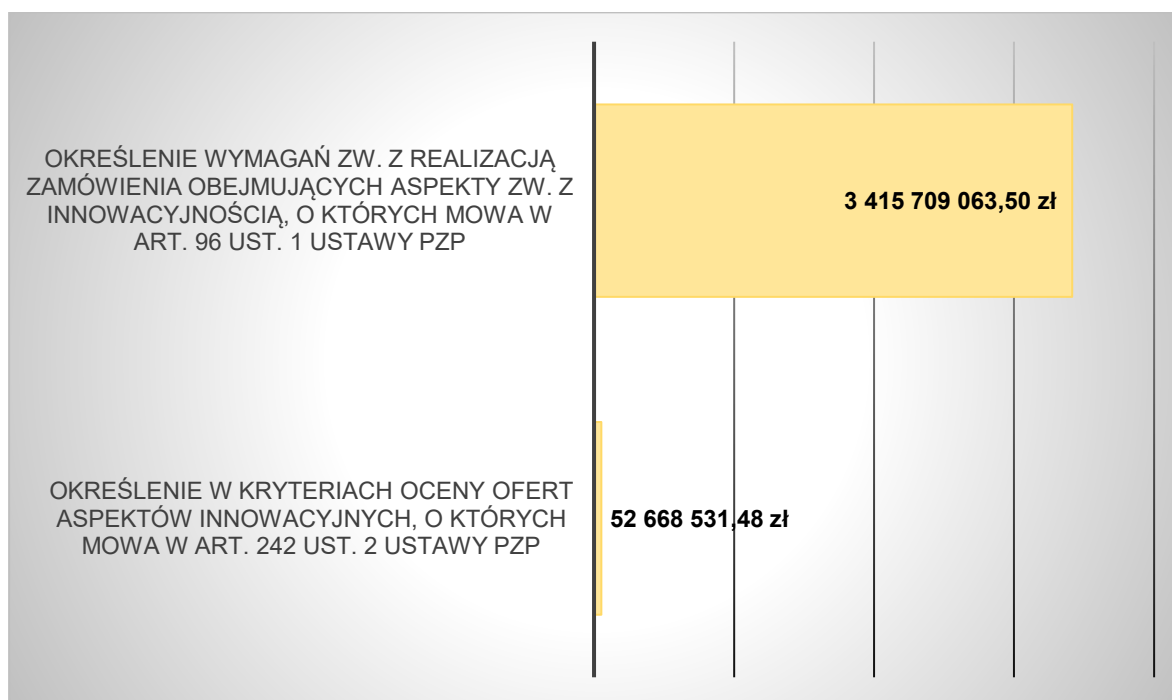 OKREŚLENIE WYMAGAŃ ZW. Z REALIZACJĄ
ZAMÓWIENIA OBEJMUJĄCYCH ASPEKTY ZW. Z
INNOWACYJNOŚCIĄ, O KTÓRYCH MOWA W
ART. 96 UST. 1 USTAWY PZP
3 415 709 063,50 zł
OKREŚLENIE W KRYTERIACH OCENY OFERT
ASPEKTÓW INNOWACYJNYCH, O KTÓRYCH
MOWA W ART. 242 UST. 2 USTAWY PZP
52 668 531,48 zł